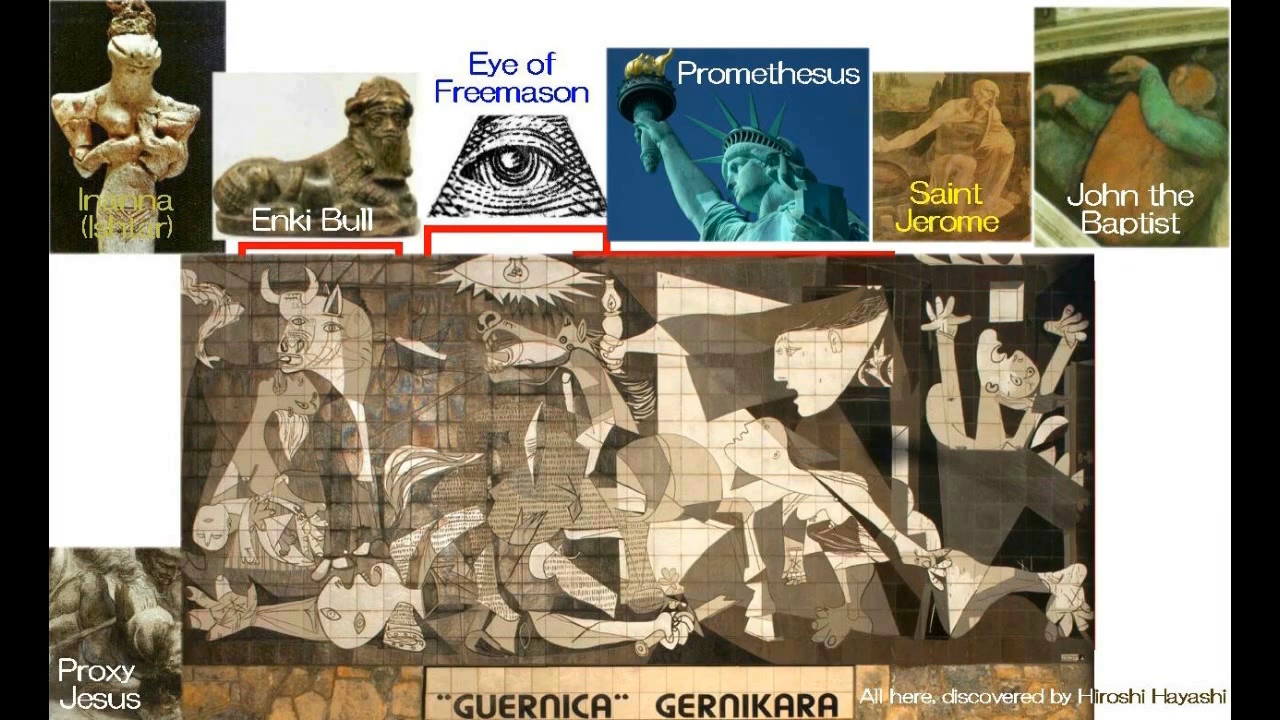 Eye of
Freemason
Promethesus
Inanna
(Ishtar)
Enki Bull
Saint
Jerome
John the
Baptist
Proxy
Jesus
"GUERNICA" GERNIKARA
All here, discovered by Hiroshi Hayashi